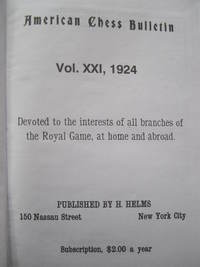 American Chess Bulletin
Vol. XXI, 1924
Devoted to the interests of all branches of
the Royal Game, at home and abroad.
PUBLISHED BY H. HELMS
150 Nassau Street New York City
Subscription, $2.00 a year